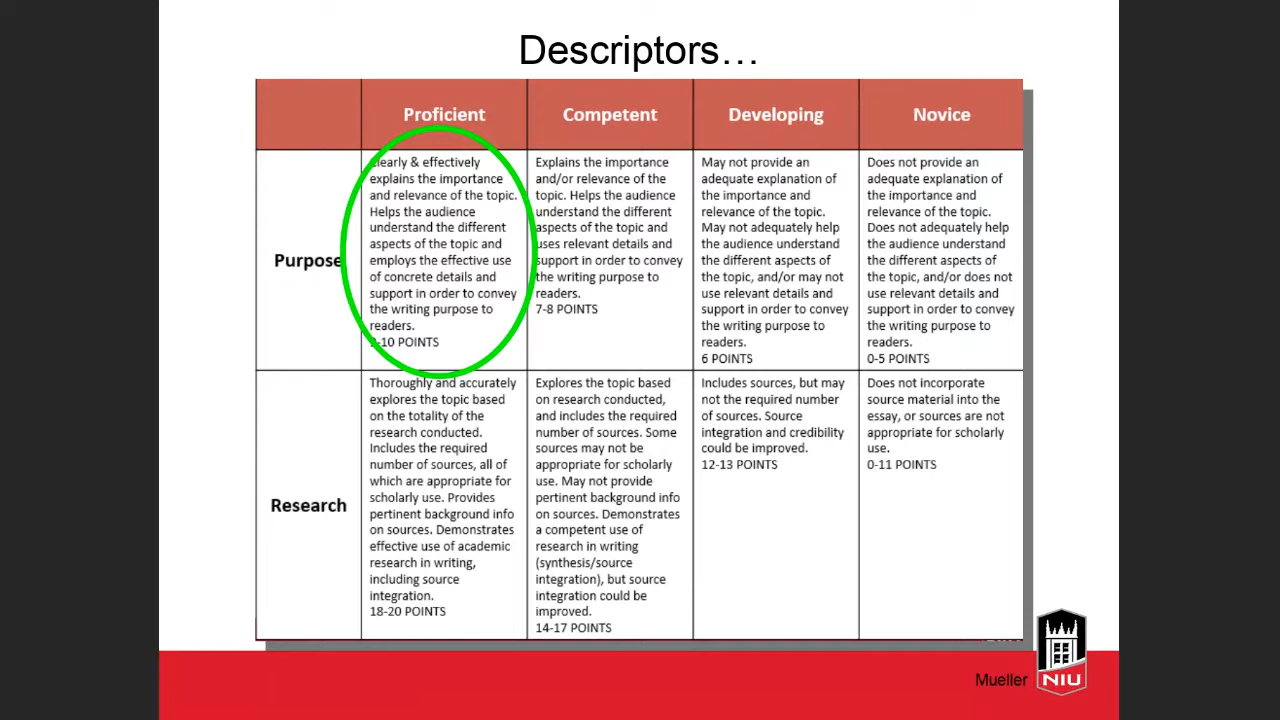 Descriptors…
Proficient
Competent
Developing
Novice
Purpose
Clearly & effectively
explains the importance
and relevance of the topic.
Helps the audience
understand the different
aspects of the topic and
employs the effective use
of concrete details and
support in order to convey
the writing purpose to
readers.
9-10 POINTS
Explains the importance
and/or relevance of the
topic. Helps the audience
understand the different
aspects of the topic and
uses relevant details and
support in order to convey
the writing purpose to
readers.
7-8 POINTS
May not provide an
adequate explanation of
the importance and
relevance of the topic.
May not adequately help
the audience understand
the different aspects of
the topic, and/or may not
use relevant details and
support in order to convey
the writing purpose to
readers.
6 POINTS
Does not provide an
adequate explanation of
the importance and
relevance of the topic.
Does not adequately help
the audience understand
the different aspects of
the topic, and/or does not
use relevant details and
support in order to convey
the writing purpose to
readers.
0-5 POINTS
Research
Thoroughly and accurately
explores the topic based
on the totality of the
research conducted.
Includes the required
number of sources, all of
which are appropriate for
scholarly use. Provides
pertinent background info
on sources. Demonstrates
effective use of academic
research in writing,
including source
integration.
18-20 POINTS
Explores the topic based
on research conducted,
and includes the required
number of sources. Some
sources may not be
appropriate for scholarly
use. May not provide
pertinent background info
on sources. Demonstrates
a competent use of
research in writing
(synthesis/source
integration), but source
integration could be
improved.
14-17 POINTS
Includes sources, but may
not the required number
of sources. Source
integration and credibility
could be improved.
12-13 POINTS
Does not incorporate
source material into the
essay, or sources are not
appropriate for scholarly
use.
0-11 POINTS
Mueller
NIU